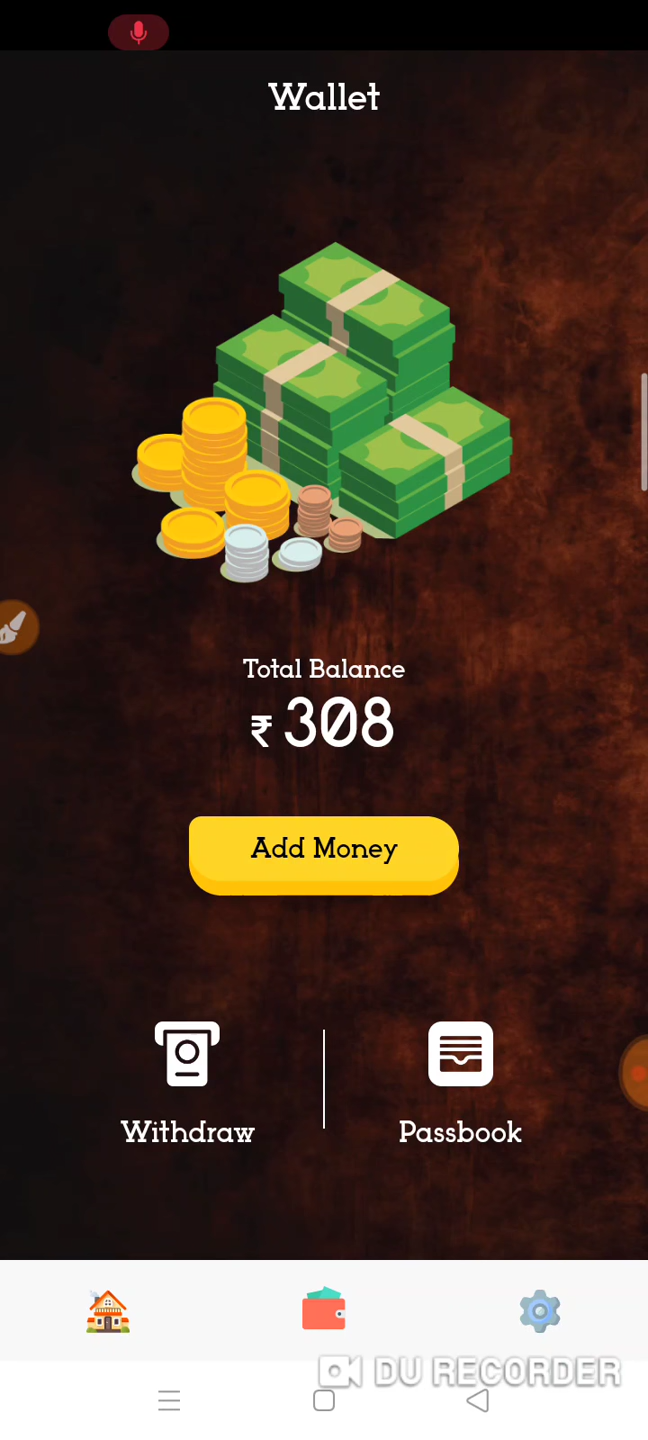 Wallet
Total Balance
₹ 308
Add Money
Withdraw
Passbook
DU RECORDER